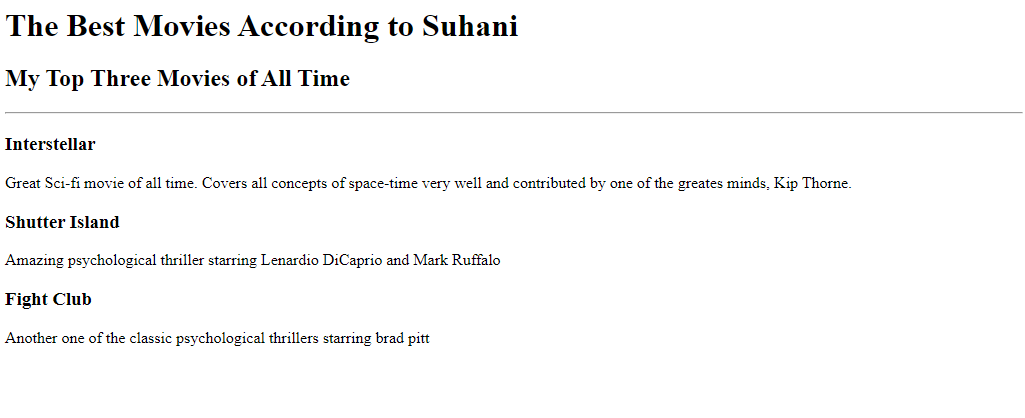 The Best Movies According to Suhani
My Top Three Movies of All Time
Interstellar
Great Sci-fi movie of all time. Covers all concepts of space-time very well and contributed by one of the greates minds, Kip Thorne.
Shutter Island
Amazing psychological thriller starring Lenardio DiCaprio and Mark Ruffalo
Fight Club
Another one of the classic psychological thrillers starring brad pitt